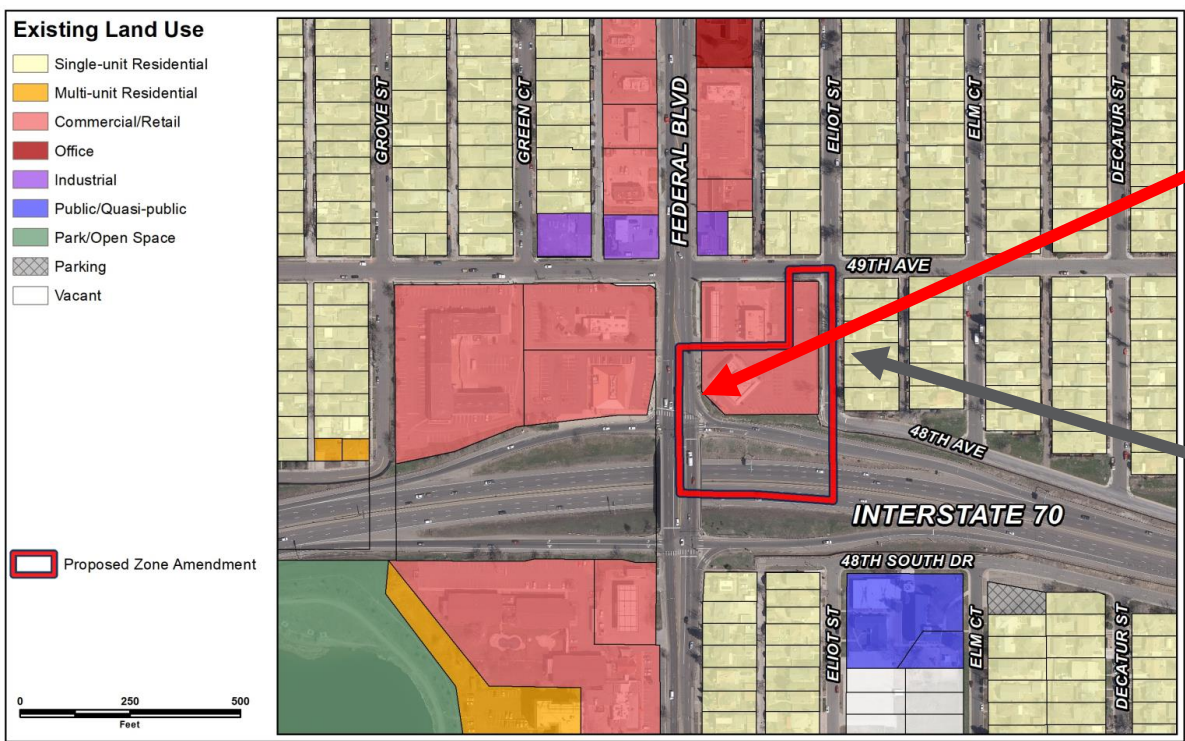 Existing Land Use
Single-unit Residential
Multi-unit Residential
Commercial/Retail
Office
Industrial
Public/Quasi-public
Park/Open Space
Parking
Vacant
Proposed Zone Amendment
0 250 500
Feet
GROVE ST
GREEN CT
FEDERAL BLVD
ELIOT ST
ELM CT
DECATUR ST
49TH AVE
48TH AVE
INTERSTATE 70
48TH SOUTH DR
ELIOT ST
ELM CT
DECATUR ST